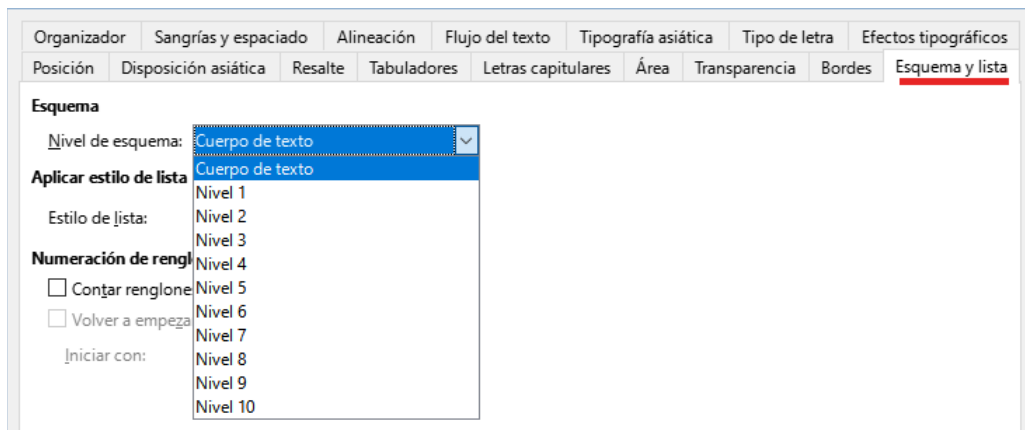 Organizador Sangrías y espaciado Alineación Flujo del texto Tipografía asiática Tipo de letra Efectos tipográficos
Posición Disposición asiática Resalte Tabuladores Letras capitulares Área Transparencia Bordes Esquema y lista
Esquema
Nivel de esquema: Cuerpo de texto
Cuerpo de texto
Aplicar estilo de lista
Nivel 1
Estilo de lista: Nivel 2
Nivel 3
Numeración de rengl
Nivel 4
Contar renglone Nivel 5
Volver a empeza Nivel 6
Nivel 7
Iniciar con: Nivel 8
Nivel 9
Nivel 10